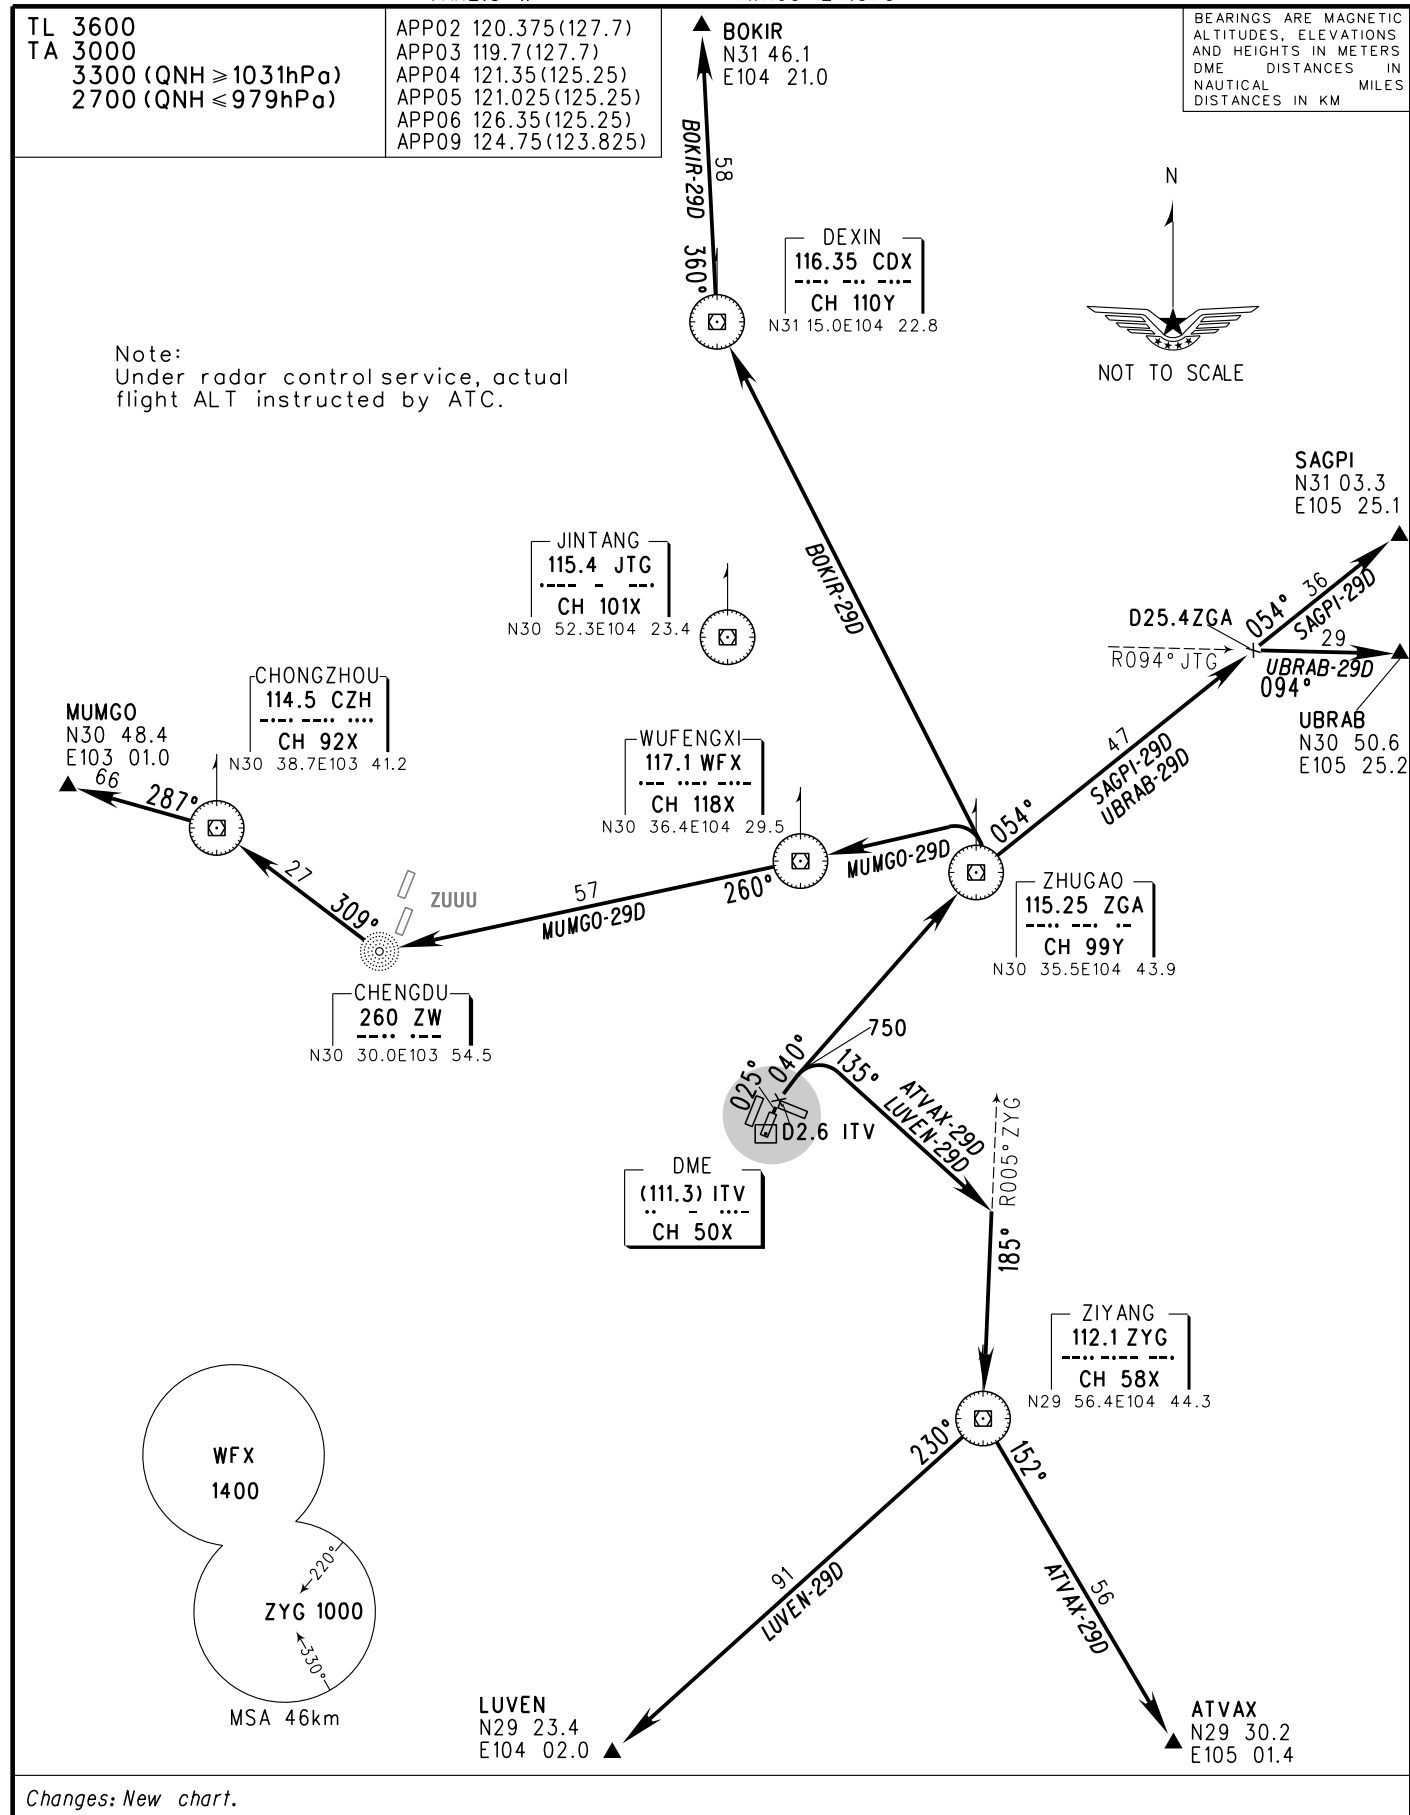 TL 3600
TA 3000
3300 (QNH ≥ 1031hPa)
2700 (QNH ≤ 979hPa)
APP02 120.375(127.7)
APP03 119.7(127.7)
APP04 121.35(125.25)
APP05 121.025(125.25)
APP06 126.35(125.25)
APP09 124.75(123.825)
BOKIR
N31 46.1
E104 21.0
BEARINGS ARE MAGNETIC
ALTITUDES, ELEVATIONS
AND HEIGHTS IN METERS
DME DISTANCES IN
NAUTICAL MILES
DISTANCES IN KM
58
BOKIR-29D
360°
N
NOT TO SCALE
DEXIN
116.35 CDX
CH 110Y
N31 15.0E104 22.8
Note:
Under radar control service, actual
flight ALT instructed by ATC.
SAGPI
N31 03.3
E105 25.1
JINTANG
115.4 JTG
CH 101X
N30 52.3E104 23.4
BOKIR-29D
36
SAGPI-29D
054°
D25.4ZGA
R094° JTG
29
UBRAB-29D
094°
UBRAB
N30 50.6
E105 25.2
CHONGZHOU
114.5 CZH
CH 92X
N30 38.7E103 41.2
MUMGO
N30 48.4
E103 01.0
66
287°
WUFENGXI
117.1 WFX
CH 118X
N30 36.4E104 29.5
47
SAGPI-29D
UBRAB-29D
054°
MUMGO-29D
260°
57
MUMGO-29D
27
309°
ZUUU
ZHUGAO
115.25 ZGA
CH 99Y
N30 35.5E104 43.9
CHENGDU
260 ZW
N30 30.0E103 54.5
750
025°
040°
135°
ATVAX-29D
LUVEN-29D
D2.6 ITV
R005° ZYG
DME
(111.3) ITV
CH 50X
185°
ZIYANG
112.1 ZYG
CH 58X
N29 56.4E104 44.3
230°
152°
WFX
1400
220°
ZYG 1000
330°
MSA 46km
91
LUVEN-29D
56
ATVAX-29D
LUVEN
N29 23.4
E104 02.0
ATVAX
N29 30.2
E105 01.4
Changes: New chart.